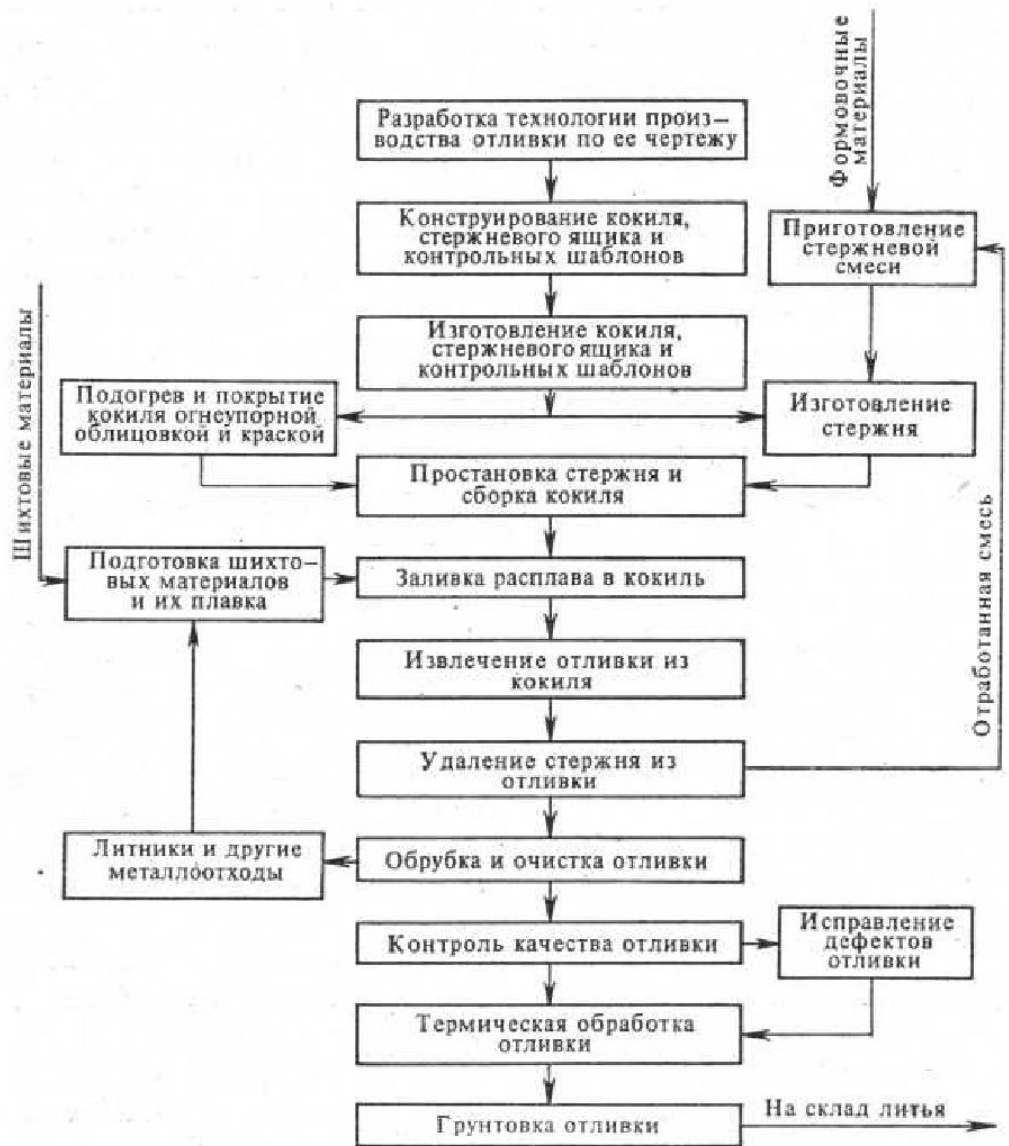 Формовочные
материалы
Разработка технологии произ—
водства отливки по ее чертежу
Конструирование кокиля,
стержневого ящика и
контрольных шаблонов
Приготовление
стержневой
смеси
Шихтовые материалы
Изготовление кокиля,
стержневого ящика и
контрольных шаблонов
Подогрев и покрытие
кокиля огнеупорной
облицовкой и краской
Изготовление
стержня
Простановка стержня и
сборка кокиля
Отработанная смесь
Подготовка шихто—
вых материалов
и их плавка
Заливка расплава в кокиль
Извлечение отливки из
кокиля
Удаление стержня из
отливки
Литники и другие
металлоотходы
Обрубка и очистка отливки
Контроль качества отливки
Исправление
дефектов
отливки
Термическая обработка
отливки
Грунтовка отливки
На склад литья